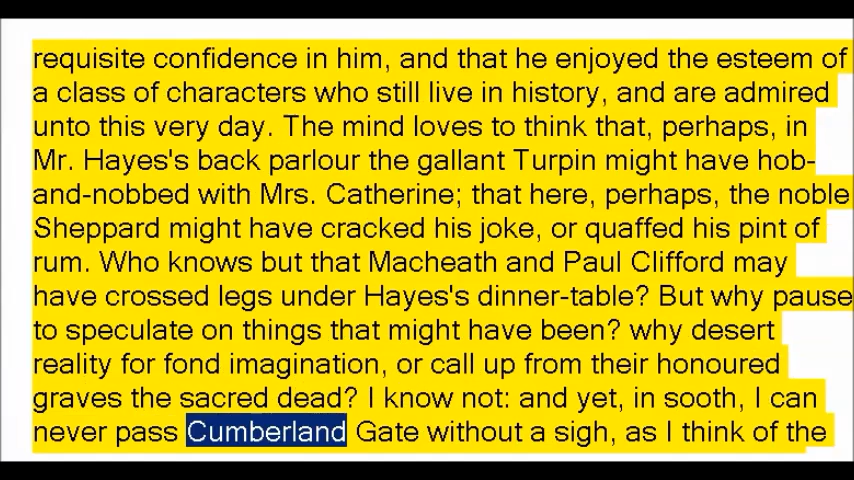 requisite confidence in him, and that he enjoyed the esteem of
a class of characters who still live in history, and are admired
unto this very day. The mind loves to think that, perhaps, in
Mr. Hayes's back parlour the gallant Turpin might have hob-
and-nobbed with Mrs. Catherine; that here, perhaps, the noble
Sheppard might have cracked his joke, or quaffed his pint of
rum. Who knows but that Macheath and Paul Clifford may
have crossed legs under Hayes's dinner-table? But why pause
to speculate on things that might have been? why desert
reality for fond imagination, or call up from their honoured
graves the sacred dead? I know not: and yet, in sooth, I can
never pass Cumberland Gate without a sigh, as I think of the